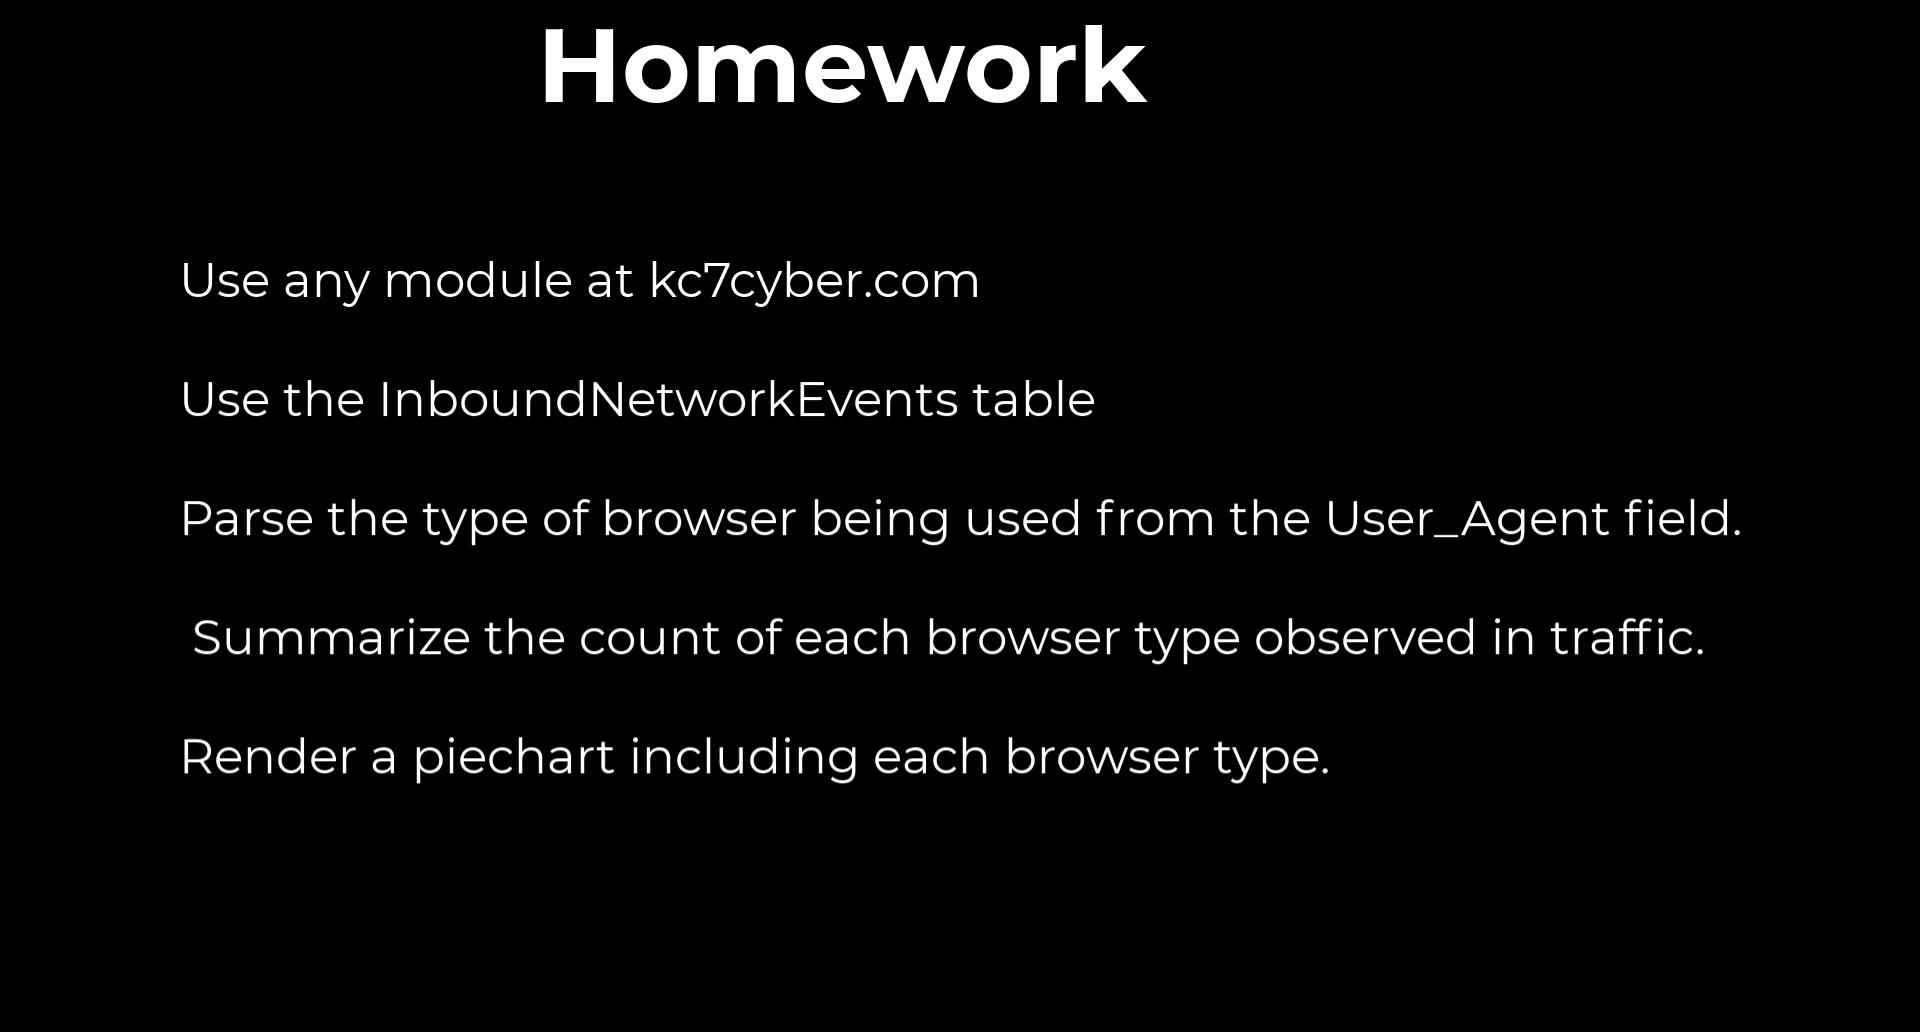 Homework
Use any module at kc7cyber.com
Use the InboundNetworkEvents table
Parse the type of browser being used from the User_Agent field.
Summarize the count of each browser type observed in traffic.
Render a piechart including each browser type.